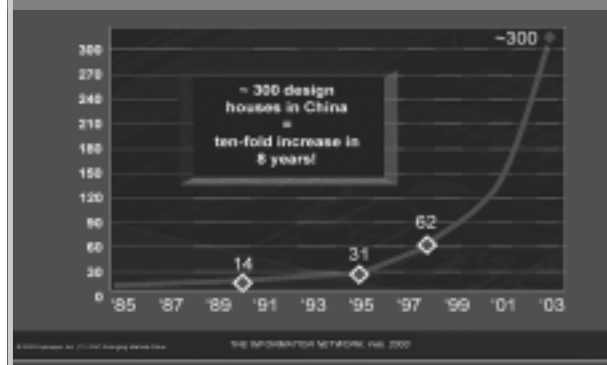 ~300
300
270
240
210
180
150
120
90
60
30
0
~ 300 design
houses in China
=
ten-fold increase in
8 years!
14
31
62
'85 '87 '89 '91 '93 '95 '97 '99 '01 '03
THE INFORMATION NETWORK